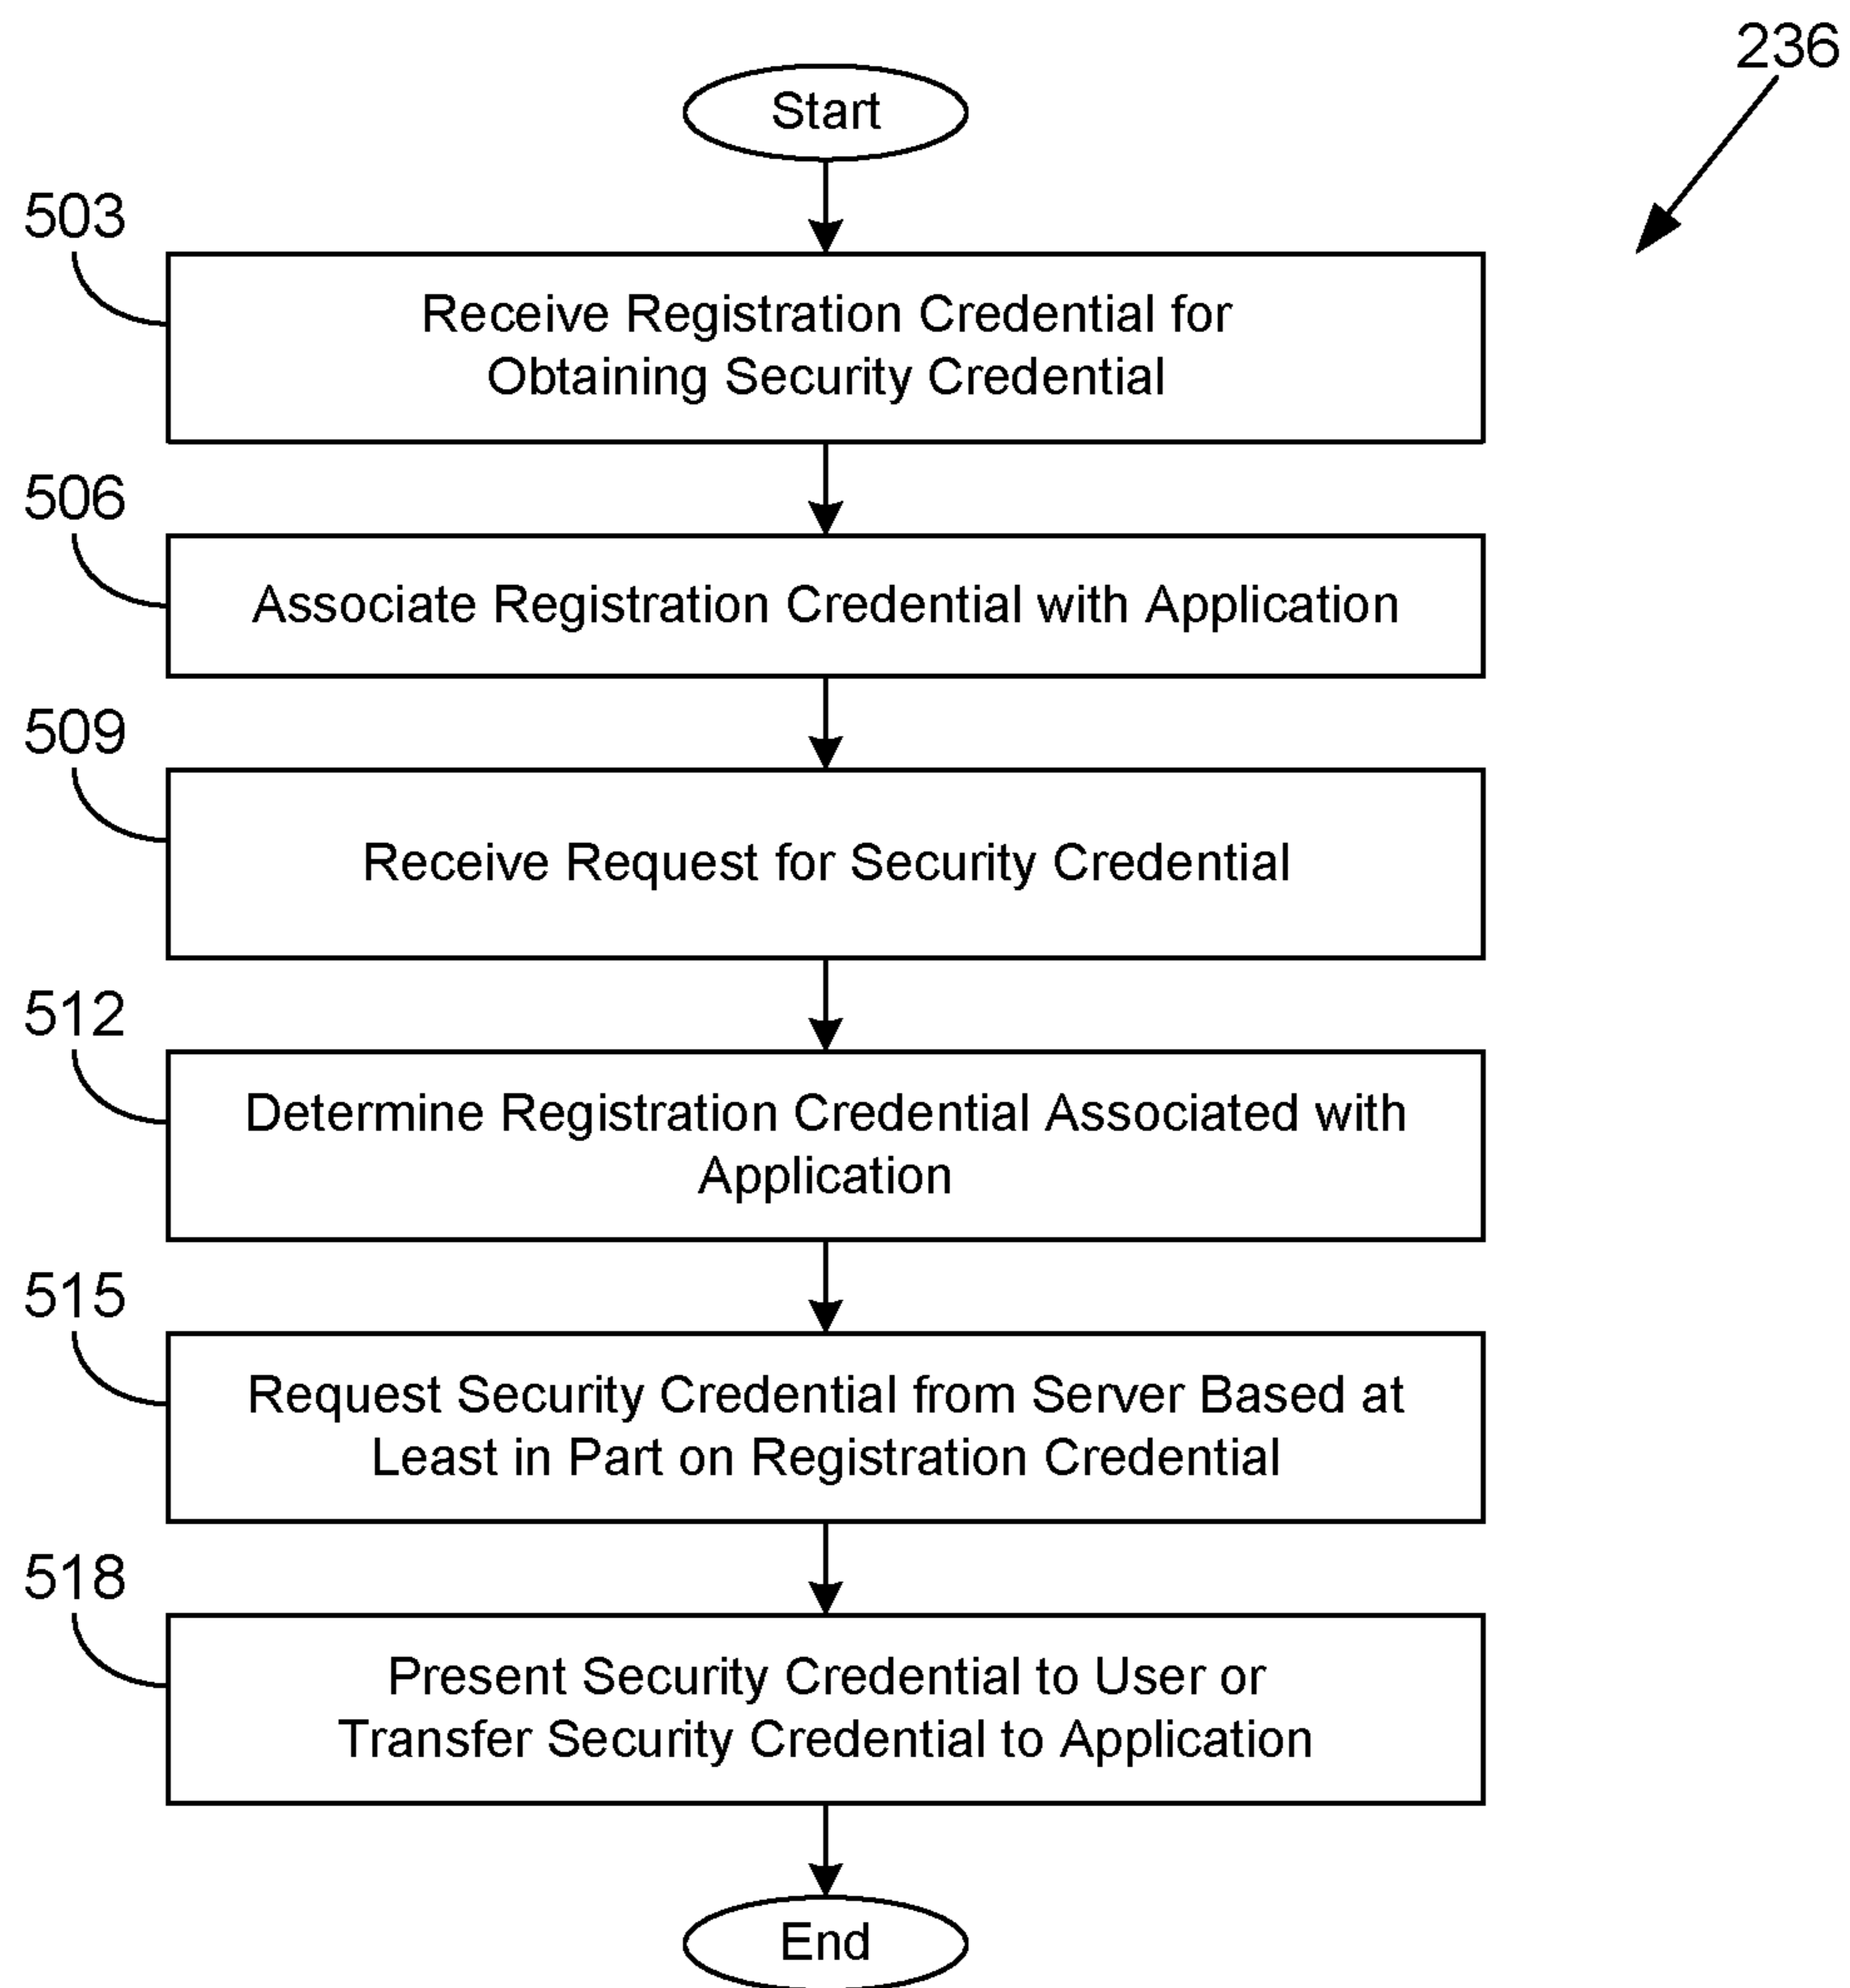 236
Start
503
Receive Registration Credential for
Obtaining Security Credential
506
Associate Registration Credential with Application
509
Receive Request for Security Credential
512
Determine Registration Credential Associated with
Application
515
Request Security Credential from Server Based at
Least in Part on Registration Credential
518
Present Security Credential to User or
Transfer Security Credential to Application
End